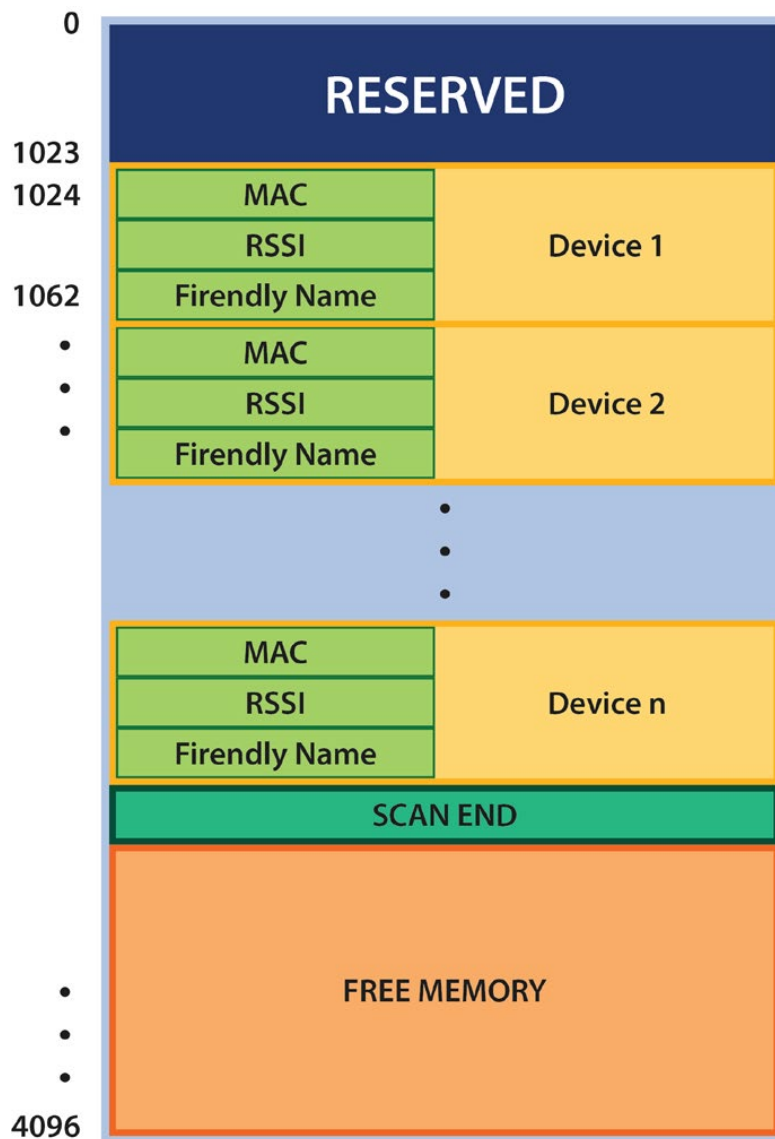 0
RESERVED
1023
1024
MAC
RSSI
Device 1
1062
Firendly Name
MAC
RSSI
Device 2
Firendly Name
MAC
RSSI
Device n
Firendly Name
SCAN END
FREE MEMORY
4096